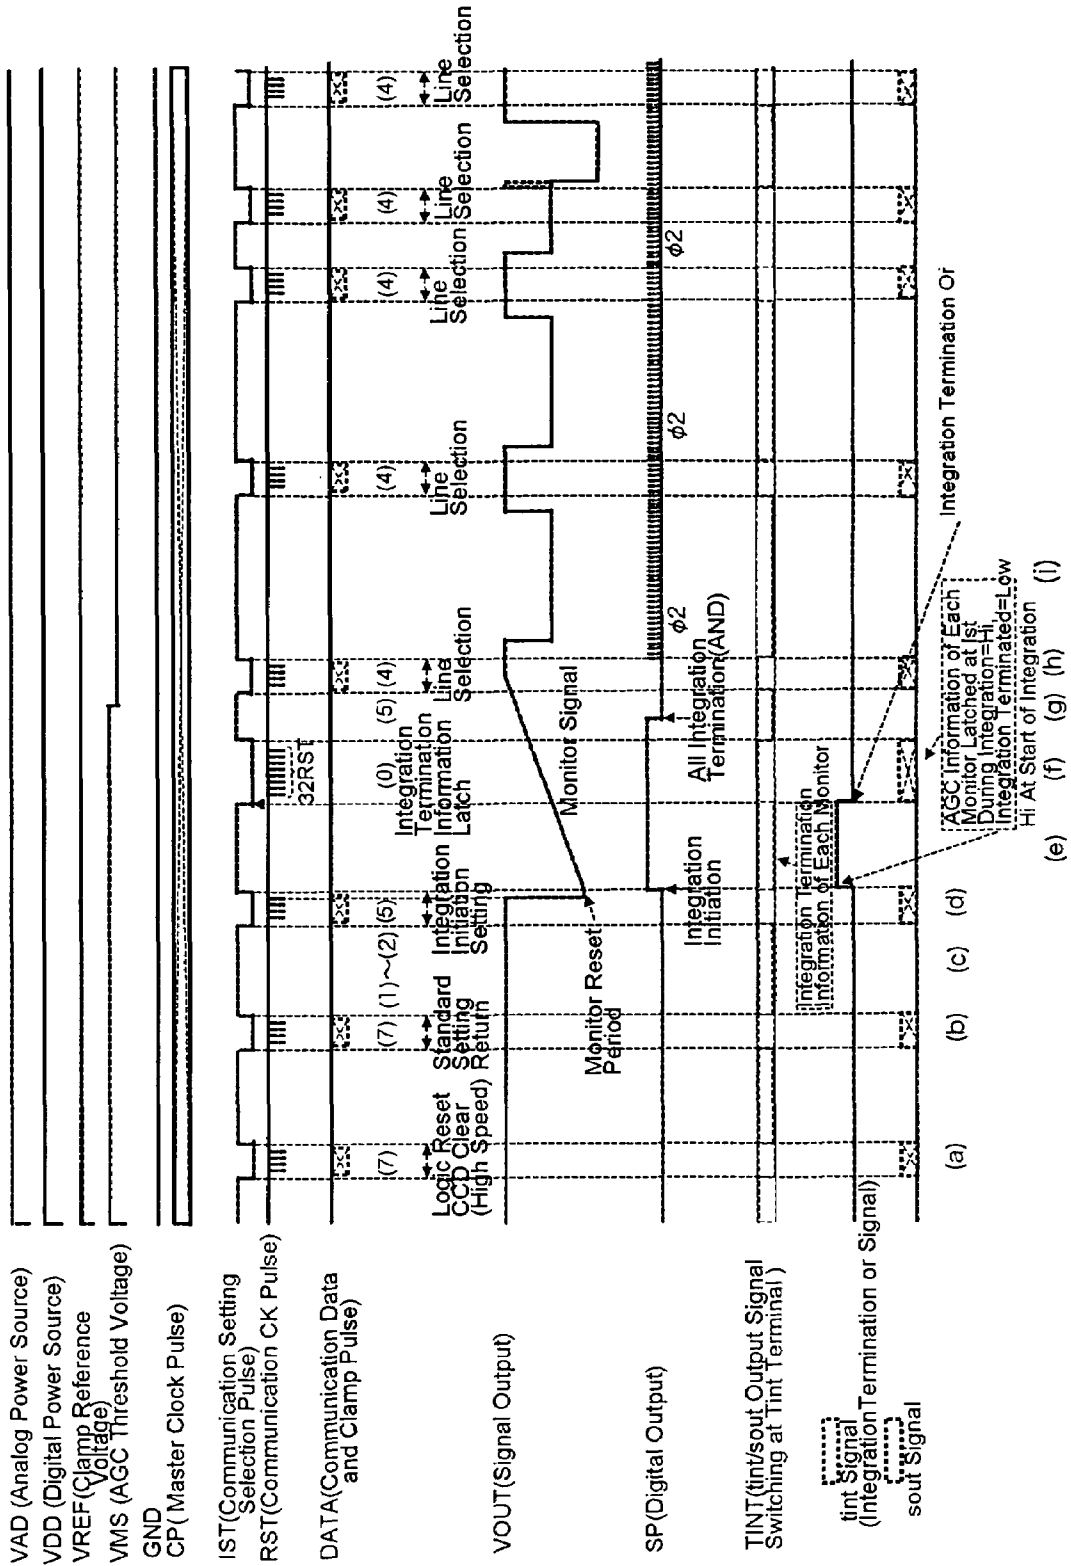 VAD (Analog Power Source)
VDD (Digital Power Source)
VREF(Clamp Reference
Voltage)
VMS (AGC Threshold Voltage)
GND
CP( Master Clock Pulse)
IST(Communication Setting
Selection Pulse)
RST(Communication CK Pulse)
32RST
DATA(Communication Data
and Clamp Pulse)
(7)
(7)
(1)~(2)
(5)
(0)
(5)
(4)
(4)
(4)
(4)
(4)
Logic Reset
CCD Clear
(High Speed)
Standard
Setting
Return
Integration
Initiation
Setting
Integration
Termination
Information
Latch
Line
Selection
Line
Selection
Line
Selection
Line
Selection
Line
Selection
VOUT(Signal Output)
Monitor Reset
Period
Monitor Signal
SP(Digital Output)
Integration
Initiation
All Integration
Termination(AND)
ϕ2
ϕ2
ϕ2
TINT(tint/sout Output Signal
Switching at Tint Terminal )
Integration Termination
Information of Each Monitor
tint Signal
(IntegrationTermination or Signal)
sout Signal
AGC Information of Each
Monitor Latched at Ist
During Integration=Hi,
Integration Terminated=Low
Hi At Start of Integration
Integration Termination Or
(a)
(b)
(c)
(d)
(e)
(f)
(g)
(h)
(i)